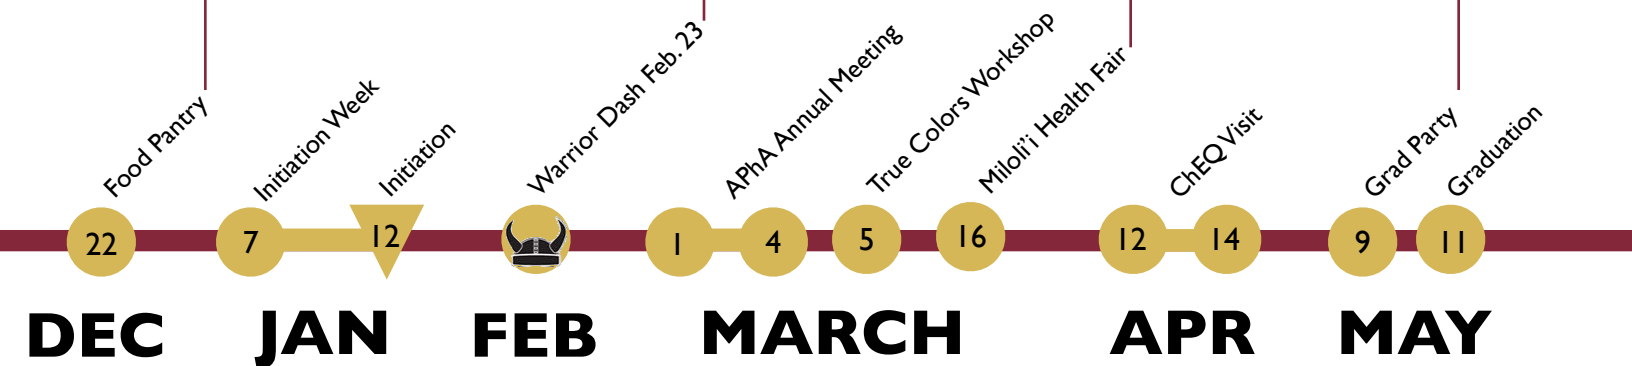 Food Pantry
Initiation Week
Initiation
Warrior Dash Feb. 23
APhA Annual Meeting
True Colors Workshop
Miloli'i Health Fair
ChEQ Visit
Grad Party
Graduation
22
7
12
1
4
5
16
12
14
9
11
DEC
JAN
FEB
MARCH
APR
MAY